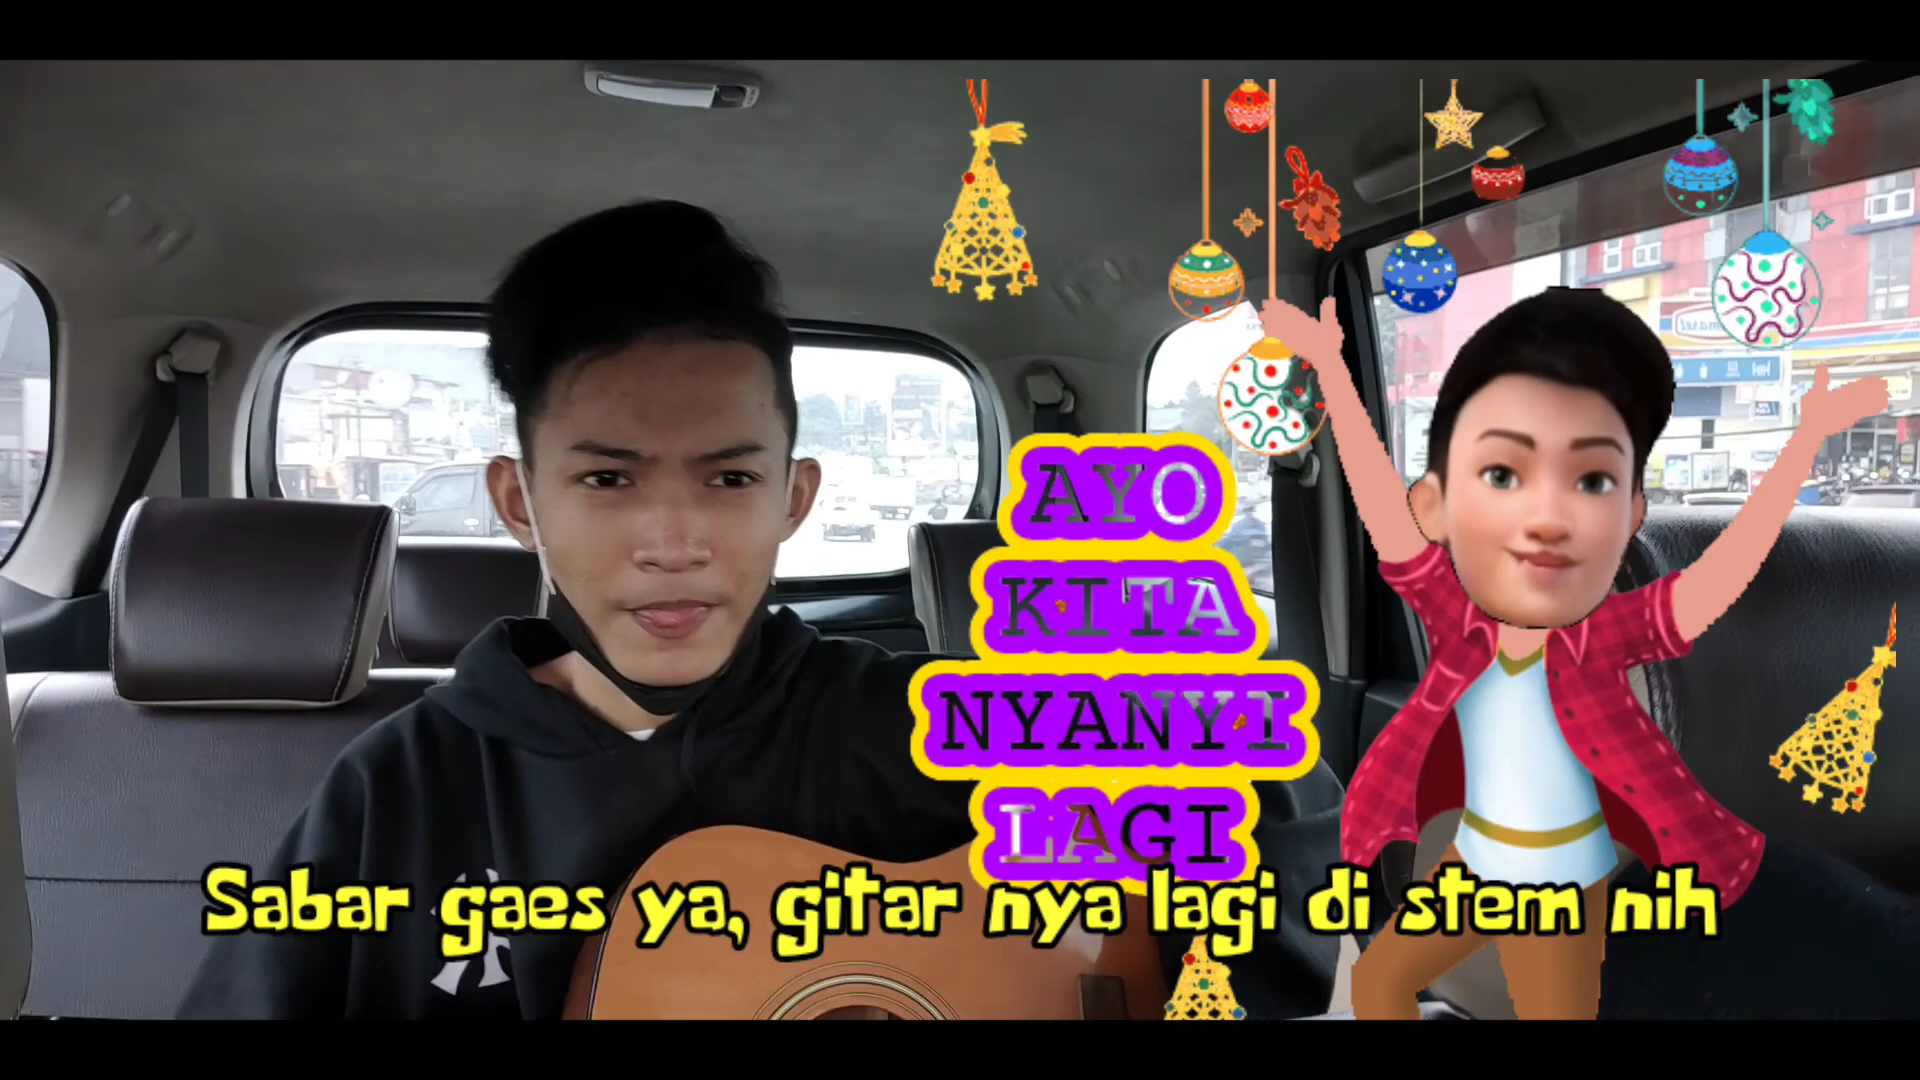 AYO
KITA
NYANYI
LAGI
Sabar gaes ya, gitar nya lagi di stem nih